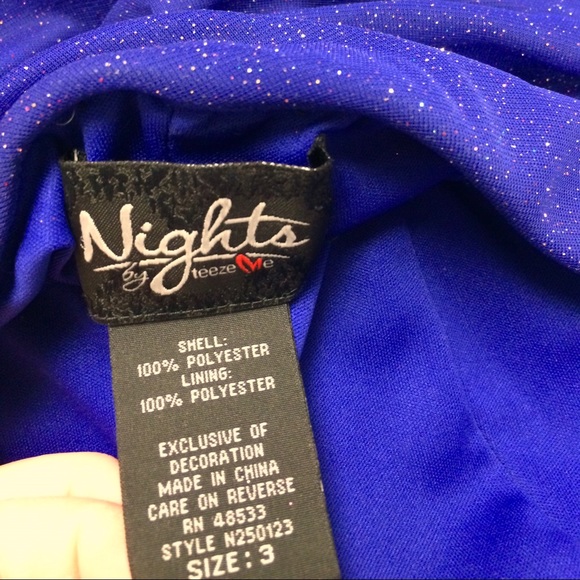 Nights
by teeze Me
SHELL:
100% POLYESTER
LINING:
100% POLYESTER
EXCLUSIVE OF
DECORATION
MADE IN CHINA
CARE ON REVERSE
RN 48533
STYLE N250123
SIZE: 3